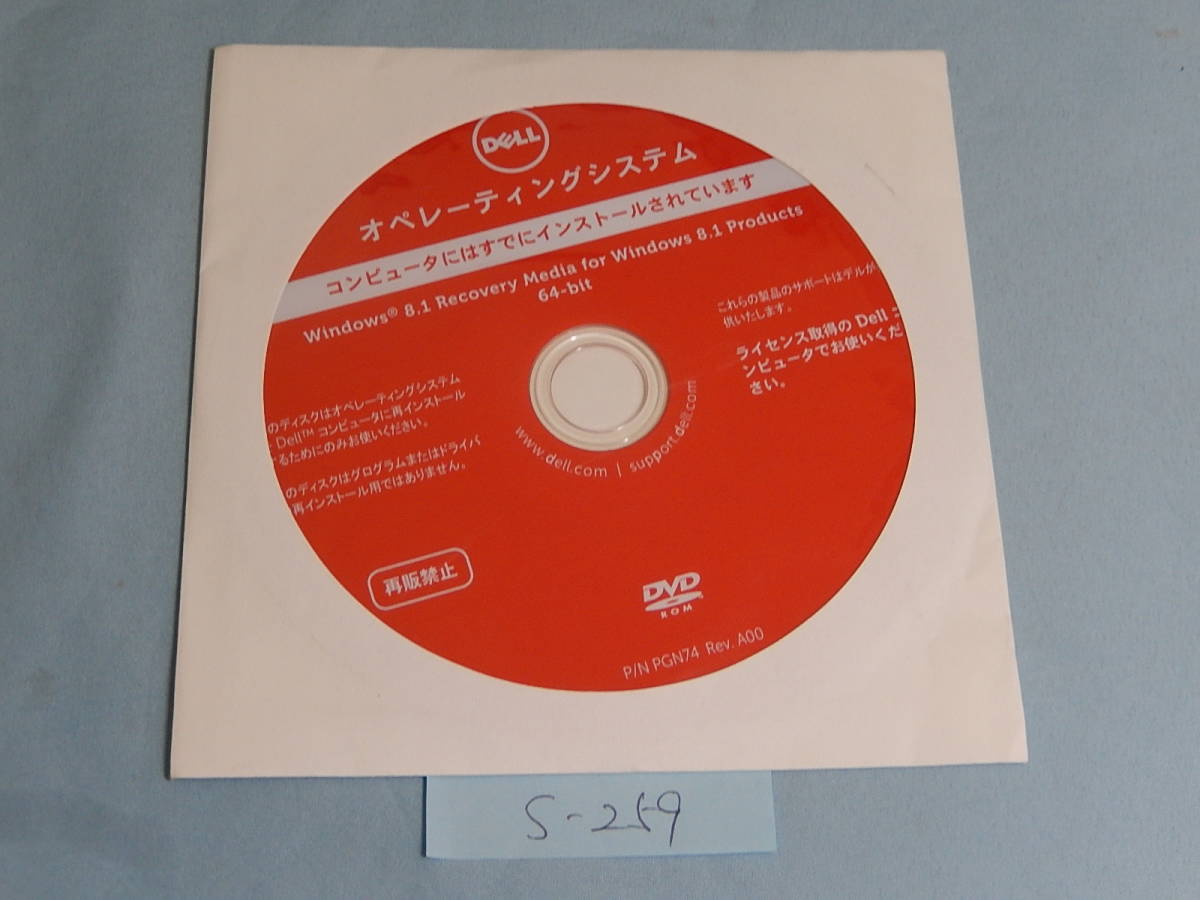 DELL
オペレーティングシステム
コンピュータにはすでにインストールされています
Windows® 8.1 Recovery Media for Windows 8.1 Products
64-bit
これらの製品のサポートはデルが
供いたします。
ライセンス取得の Dell コ
ンピュータでお使いくだ
さい。
のディスクはオペレーティングシステム
Dell™ コンピュータに再インストール
るためにのみお使いください。
のディスクはグログラムまたはドライバ
再インストール用ではありません。
www.dell.com | support.dell.com
再販禁止
DVD
ROM
P/N PGN74 Rev. A00
S-259